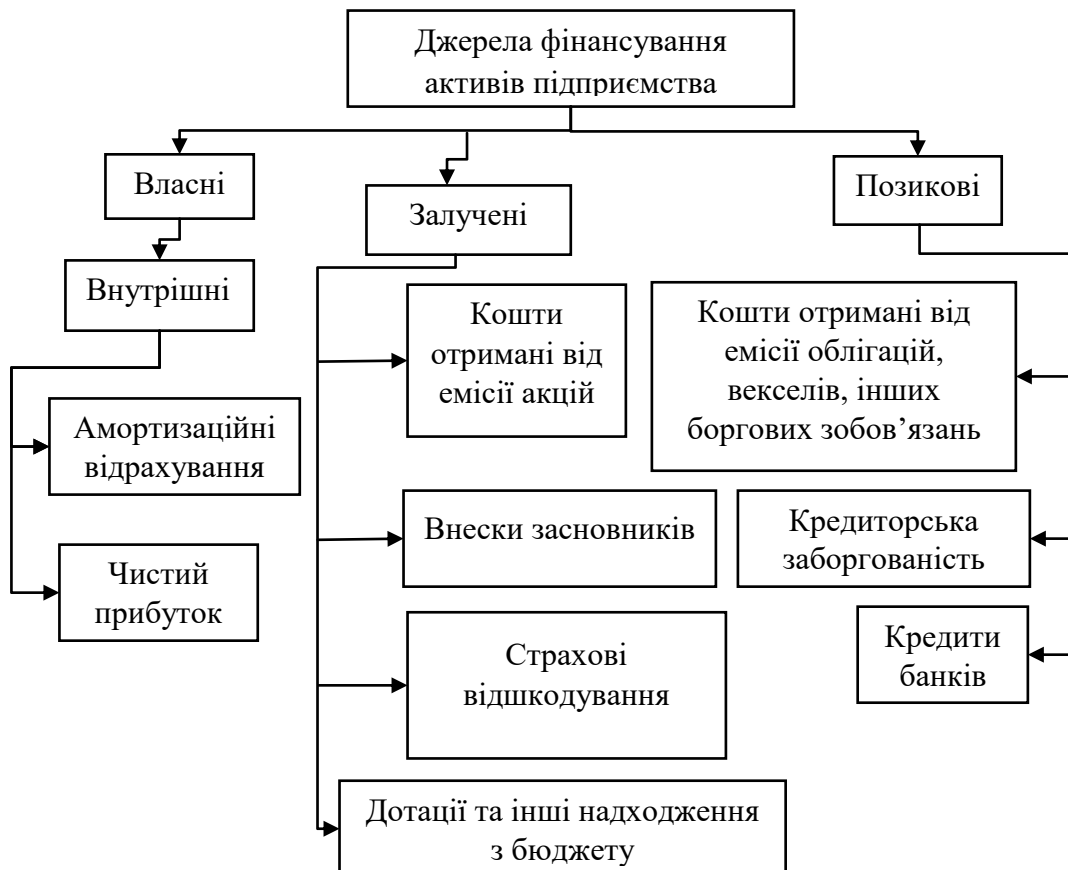 Джерела фінансування
активів підприємства
Власні
Залучені
Позикові
Внутрішні
Амортизаційні
відрахування
Чистий
прибуток
Кошти
отримані від
емісії акцій
Внески засновників
Страхові
відшкодування
Дотації та інші надходження
з бюджету
Кошти отримані від
емісії облігацій,
векселів, інших
боргових зобов’язань
Кредиторська
заборгованість
Кредити
банків